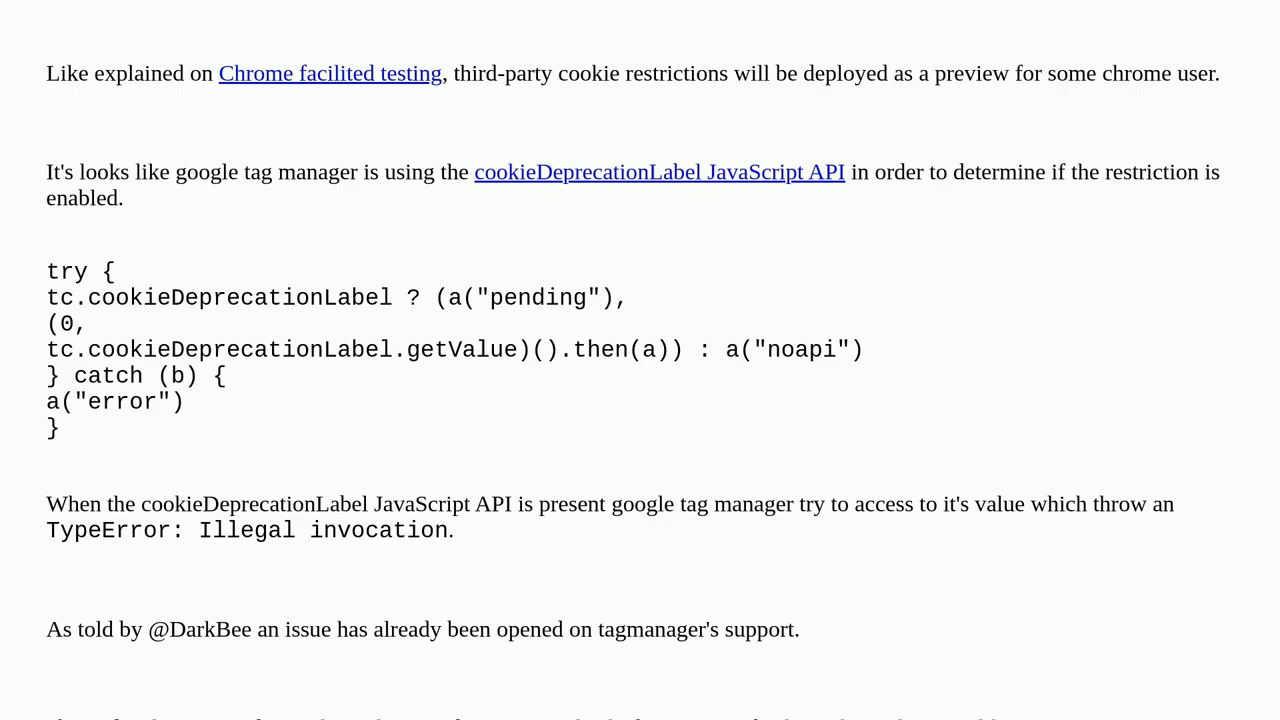 Like explained on Chrome facilited testing, third-party cookie restrictions will be deployed as a preview for some chrome user.
It's looks like google tag manager is using the cookieDeprecationLabel JavaScript API in order to determine if the restriction is
enabled.
try {
tc.cookieDeprecationLabel ? (a("pending"),
(0,
tc.cookieDeprecationLabel.getValue)().then(a)) : a("noapi")
} catch (b) {
a("error")
}
When the cookieDeprecationLabel JavaScript API is present google tag manager try to access to it's value which throw an
TypeError: Illegal invocation.
As told by @DarkBee an issue has already been opened on tagmanager's support.